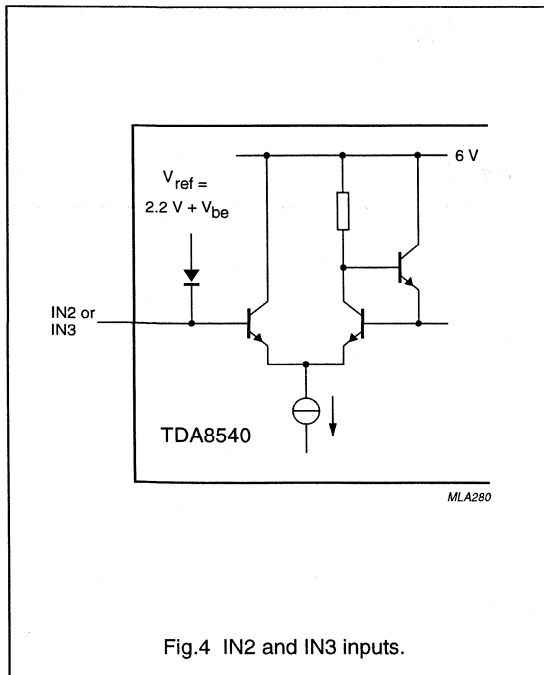 6 V
V_ref =
2.2 V + V_be
IN2 or
IN3
TDA8540
MLA280
Fig.4 IN2 and IN3 inputs.